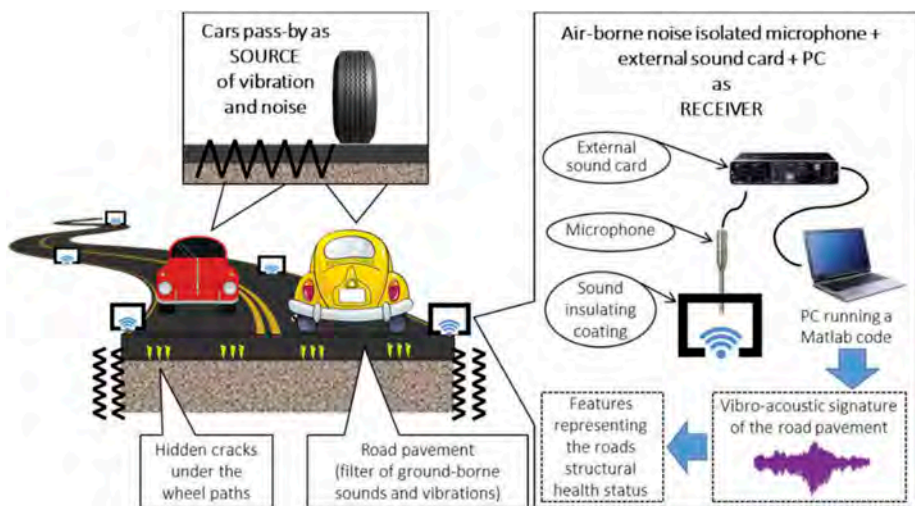 Cars pass-by as
SOURCE
of vibration
and noise
Air-borne noise isolated microphone +
external sound card + PC
as
RECEIVER
External
sound card
Microphone
Sound
insulating
coating
PC running a
Matlab code
Vibro-acoustic signature
of the road pavement
Features
representing
the roads
structural
health status
Hidden cracks
under the
wheel paths
Road pavement
(filter of ground-borne
sounds and vibrations)